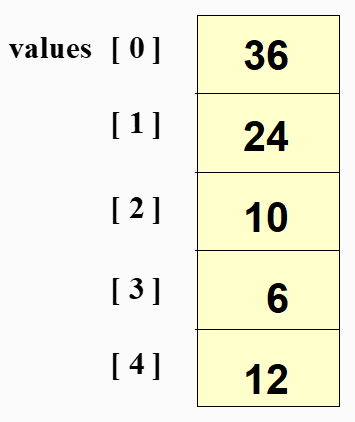 values [ 0 ] 36
[ 1 ] 24
[ 2 ] 10
[ 3 ] 6
[ 4 ] 12